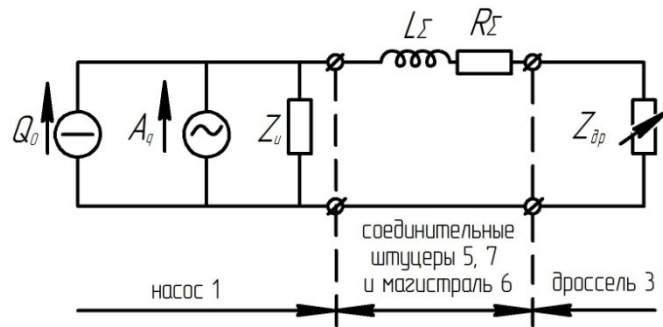 LΣ RΣ
Q₀ Aq Zи Zдр
соединительные
штуцеры 5, 7
и магистраль 6
насос 1 дроссель 3